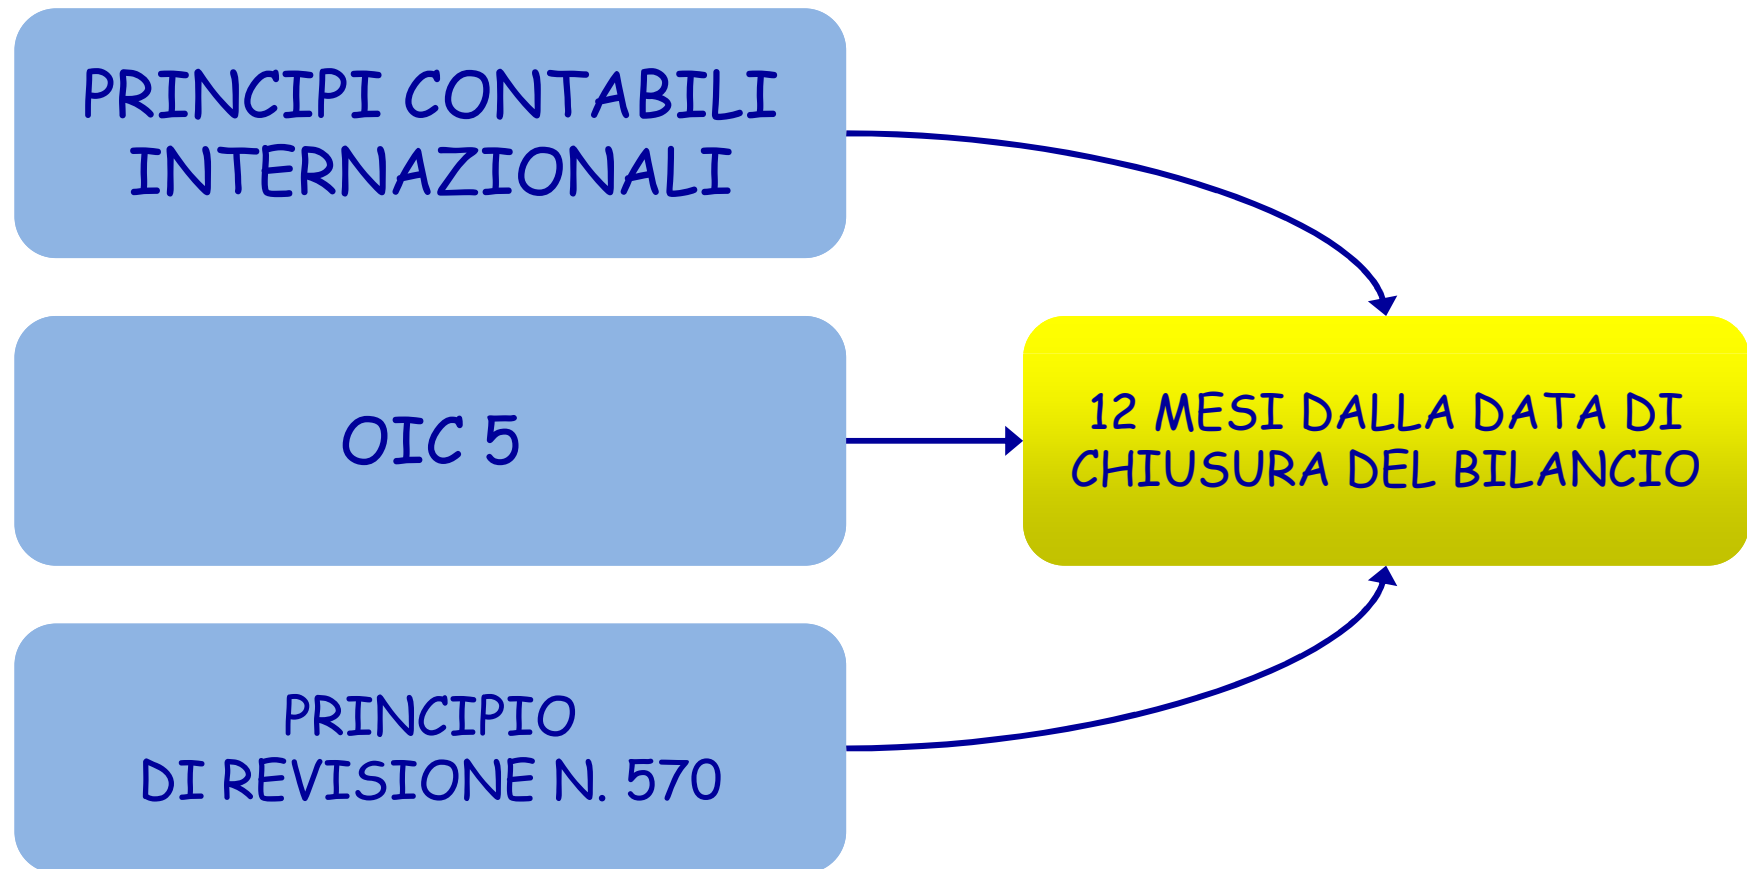 PRINCIPI CONTABILI
INTERNAZIONALI
OIC 5
12 MESI DALLA DATA DI
CHIUSURA DEL BILANCIO
PRINCIPIO
DI REVISIONE N. 570